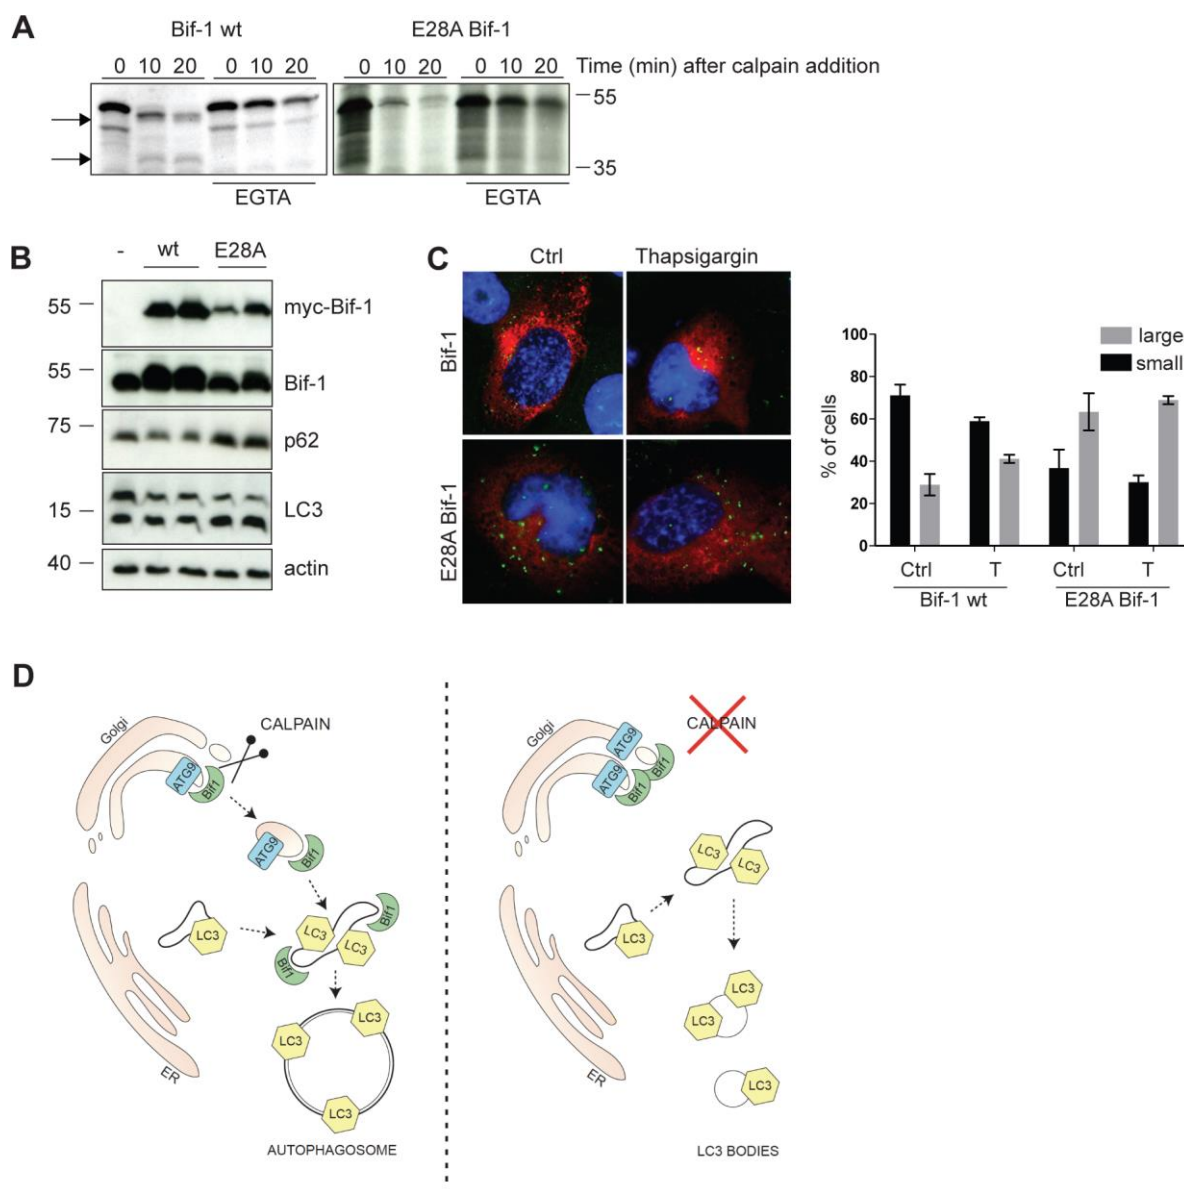 A
Bif-1 wt
E28A Bif-1
0 10 20 0 10 20 0 10 20 0 10 20 Time (min) after calpain addition
55
35
EGTA
EGTA
B
- wt E28A
55 myc-Bif-1
55 Bif-1
75 p62
15 LC3
40 actin
C
Ctrl Thapsigargin
Bif-1
E28A Bif-1
large
small
% of cells
100
80
60
40
20
0
Ctrl T Ctrl T
Bif-1 wt E28A Bif-1
D
Golgi
CALPAIN
ATG9
Bif1
ATG9
Bif1
LC3
LC3
LC3
Bif1
Bif1
LC3
LC3
LC3
ER
AUTOPHAGOSOME
Golgi
CALPAIN
ATG9
ATG9
Bif1
Bif1
LC3
LC3
LC3
LC3
LC3
LC3
ER
LC3 BODIES